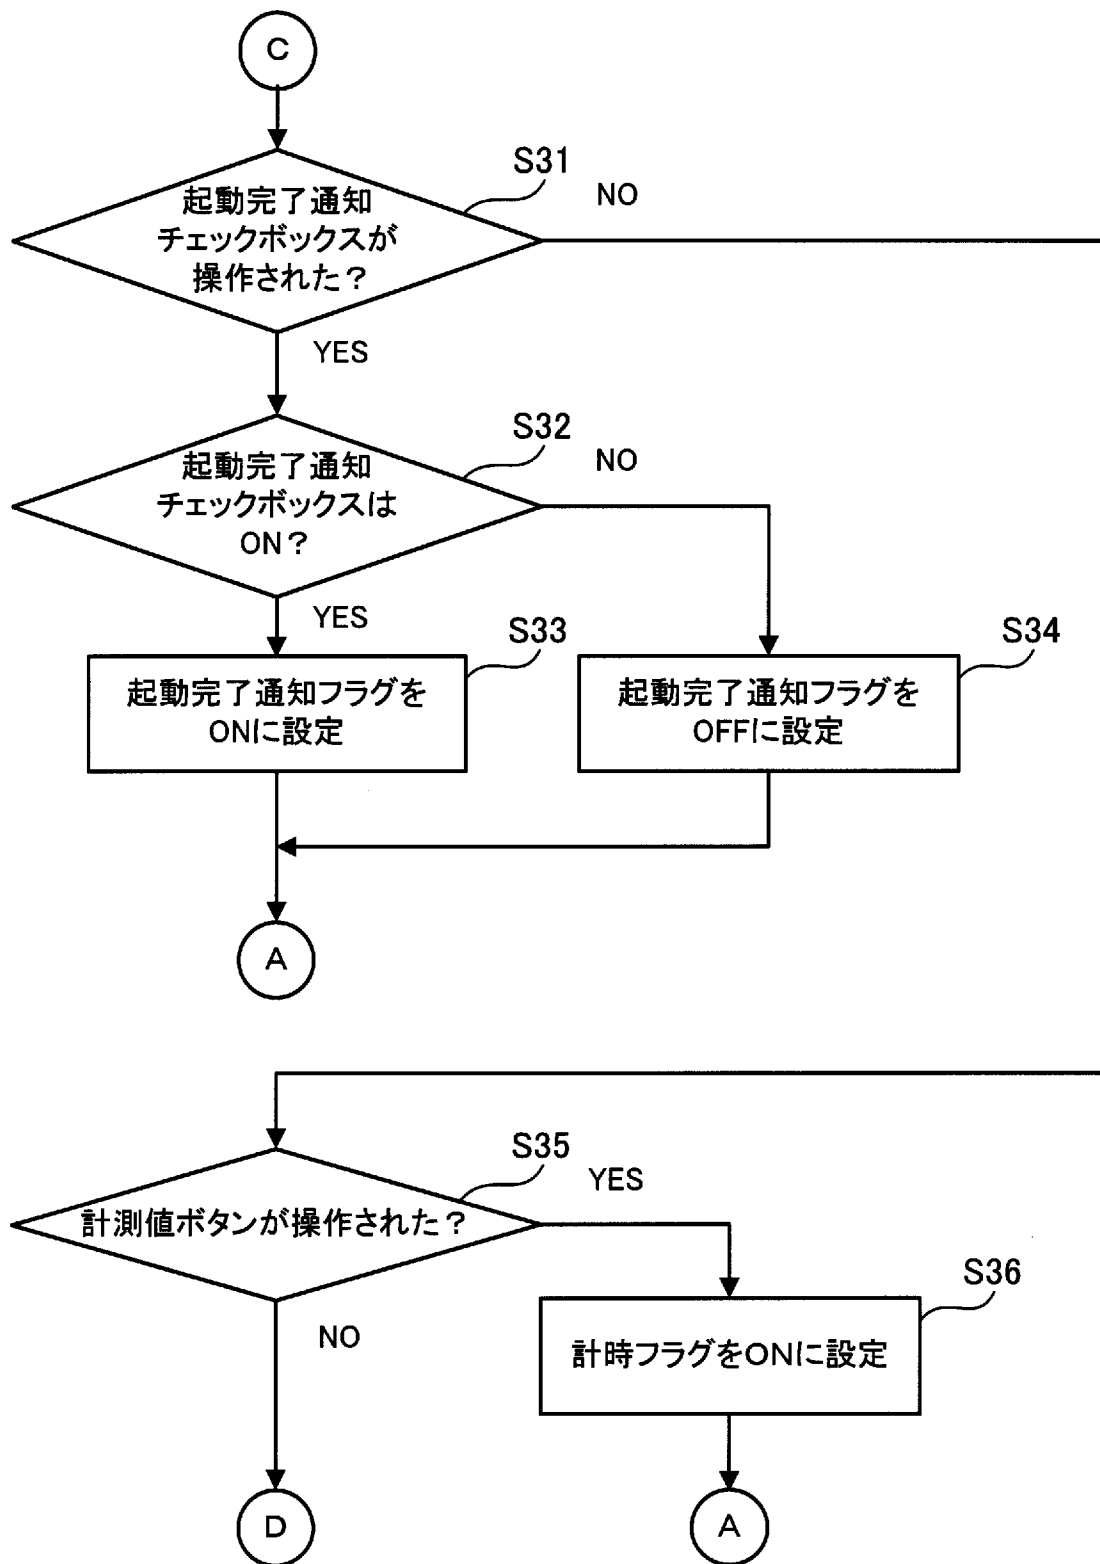 C
S31
NO
起動完了通知
チェックボックスが
操作された？
YES
S32
NO
起動完了通知
チェックボックスは
ON？
YES
S33
起動完了通知フラグを
ONに設定
S34
起動完了通知フラグを
OFFに設定
A
S35
YES
計測値ボタンが操作された？
NO
S36
計時フラグをONに設定
D
A